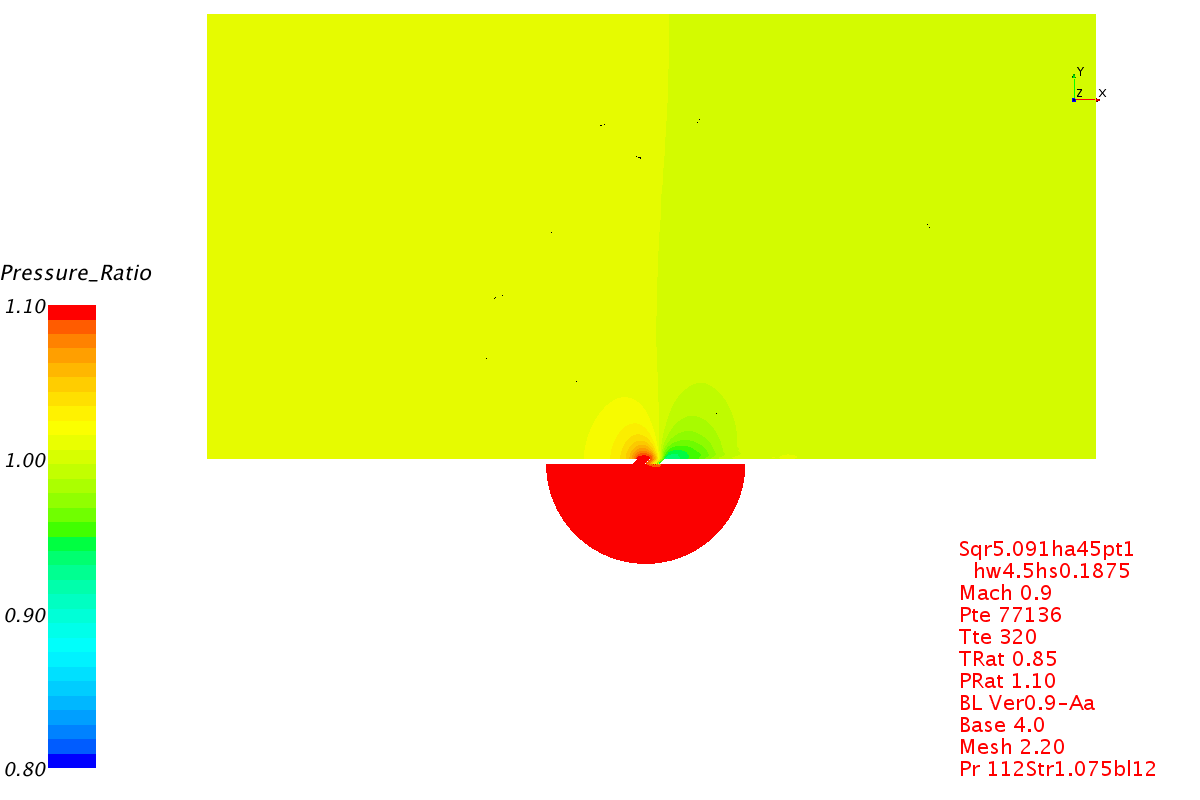 Y
Z X
Pressure_Ratio
1.10
1.00
0.90
0.80
Sqr5.091ha45pt1
hw4.5hs0.1875
Mach 0.9
Pte 77136
Tte 320
TRat 0.85
PRat 1.10
BL Ver0.9-Aa
Base 4.0
Mesh 2.20
Pr 112Str1.075bl12